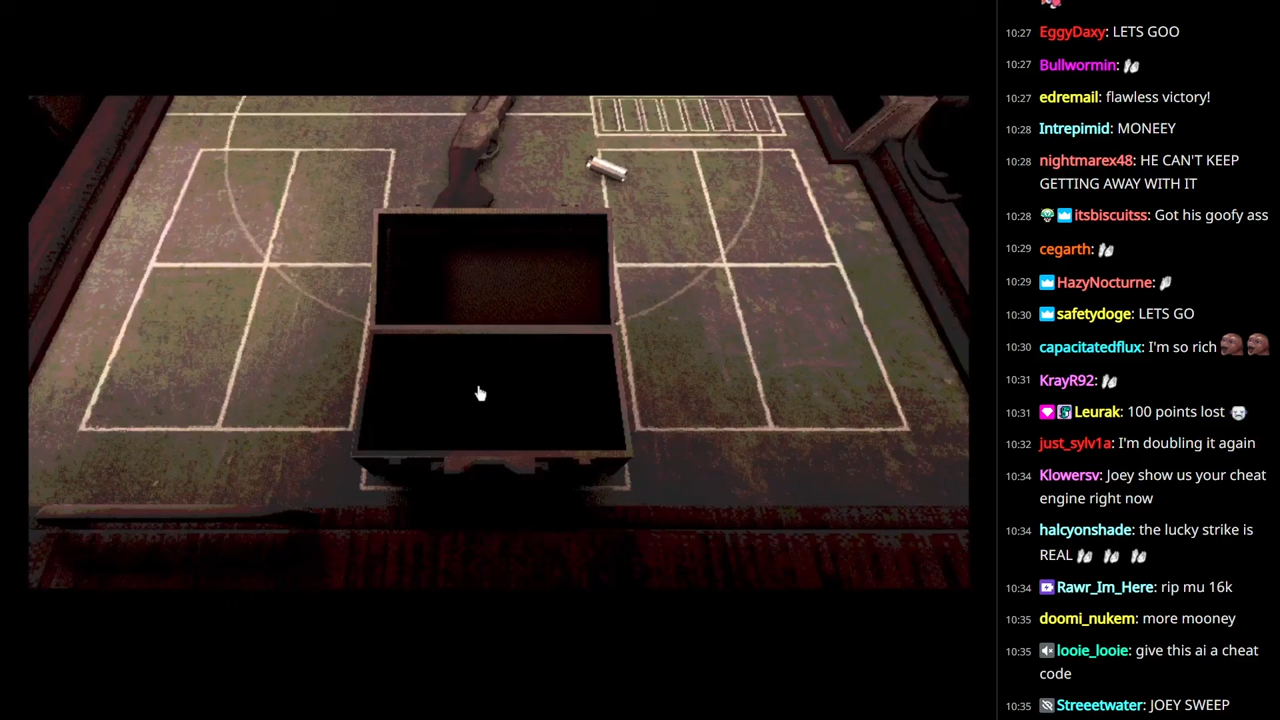 10:27 EggyDaxy: LETS GOO
10:27 Bullwormin:
10:27 edremail: flawless victory!
10:28 Intrepimid: MONEEY
10:28 nightmarex48: HE CAN'T KEEP
GETTING AWAY WITH IT
10:28 itsbiscuitss: Got his goofy ass
10:29 cegarth:
10:29 HazyNocturne:
10:30 safetydoge: LETS GO
10:30 capacitatedflux: I'm so rich
10:31 KrayR92:
10:31 Leurak: 100 points lost
10:32 just_sylv1a: I'm doubling it again
10:34 Klowersv: Joey show us your cheat
engine right now
10:34 halcyonshade: the lucky strike is
REAL
10:34 Rawr_Im_Here: rip mu 16k
10:35 doomi_nukem: more mooney
10:35 looie_looie: give this ai a cheat
code
10:35 Streeetwater: JOEY SWEEP